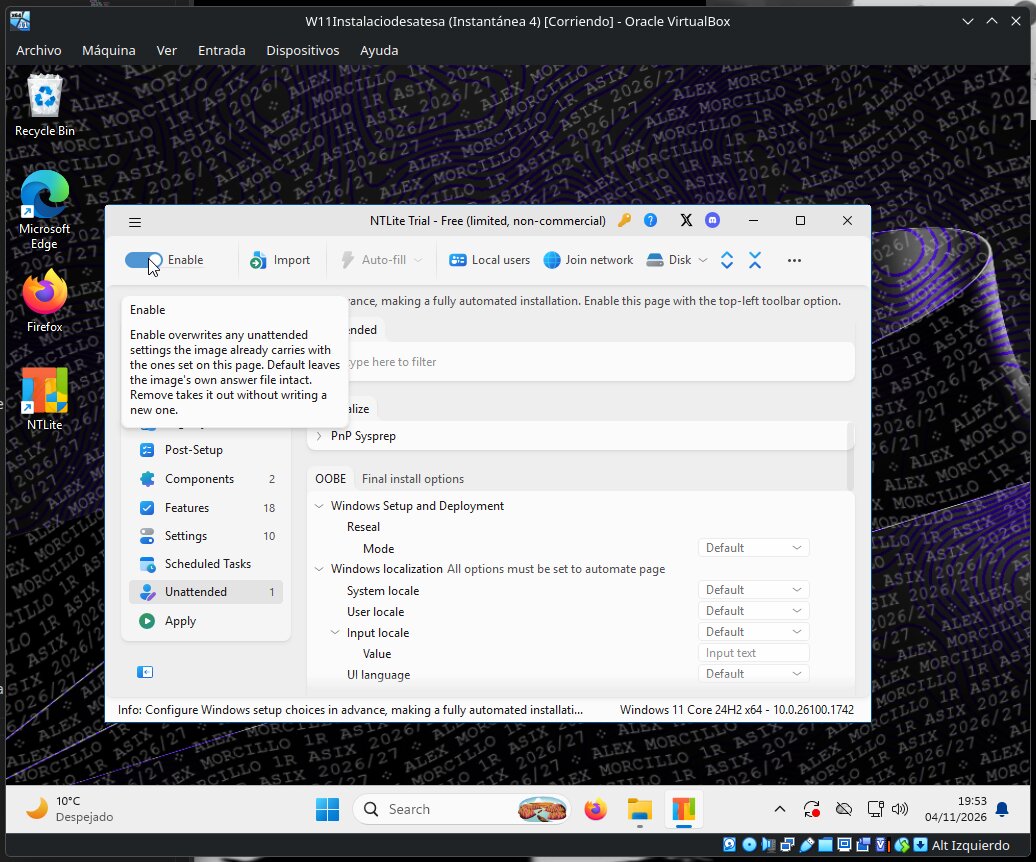 W11Instalaciodesatesa (Instantánea 4) [Corriendo] - Oracle VirtualBox
Archivo Máquina Ver Entrada Dispositivos Ayuda
ALEX MORCILLO 1R ASIX 2026/27
Recycle Bin
Microsoft
Edge
Firefox
NTLite
NTLite Trial - Free (limited, non-commercial)
Enable Import Auto-fill Local users Join network Disk
ance, making a fully automated installation. Enable this page with the top-left toolbar option.
Enable
Enable overwrites any unattended
settings the image already carries with
the ones set on this page. Default leaves
the image's own answer file intact.
Remove takes it out without writing a
new one.
ended
ype here to filter
alize
PnP Sysprep
Post-Setup
Components 2
Features 18
Settings 10
Scheduled Tasks
Unattended 1
Apply
OOBE Final install options
Windows Setup and Deployment
Reseal
Mode Default
Windows localization All options must be set to automate page
System locale Default
User locale Default
Input locale Default
Value Input text
UI language Default
Info: Configure Windows setup choices in advance, making a fully automated installati...
Windows 11 Core 24H2 x64 - 10.0.26100.1742
10°C
Despejado
Search
19:53
04/11/2026
Alt Izquierdo